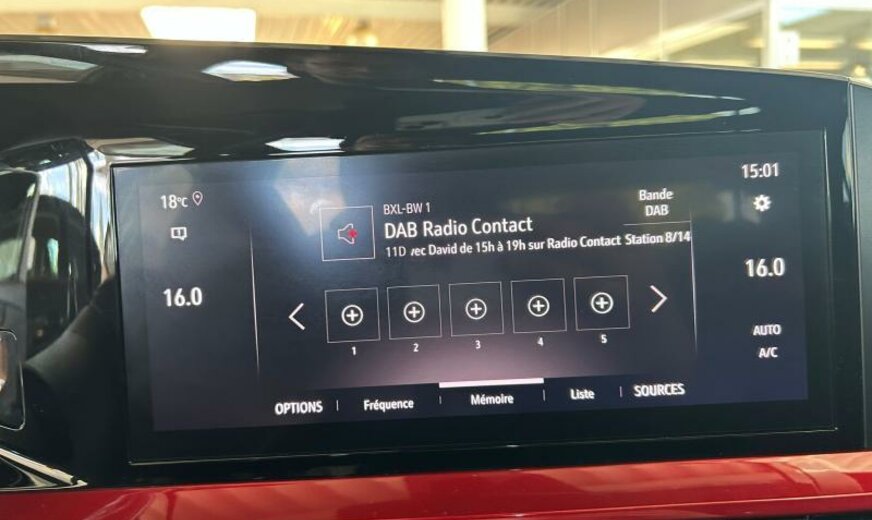 18°C
16.0
BXL-BW 1
DAB Radio Contact
11D vec David de 15h à 19h sur Radio Contact Station 8/14
Bande
DAB
15:01
16.0
AUTO
A/C
1 2 3 4 5
OPTIONS Fréquence Mémoire Liste SOURCES